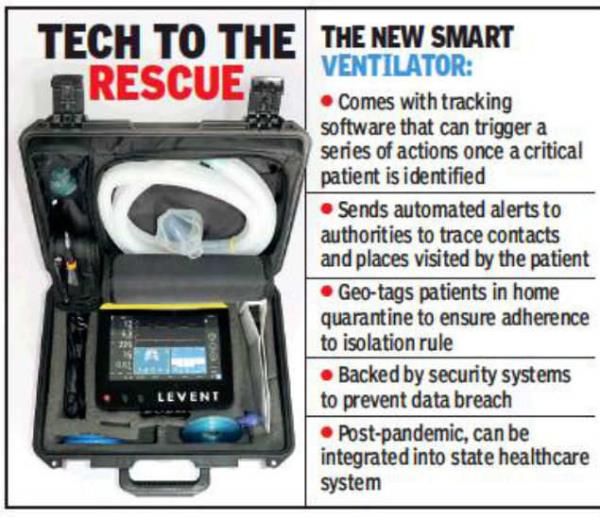 TECH TO THE
RESCUE
LEVENT
THE NEW SMART
VENTILATOR:
• Comes with tracking
software that can trigger a
series of actions once a critical
patient is identified
• Sends automated alerts to
authorities to trace contacts
and places visited by the patient
• Geo-tags patients in home
quarantine to ensure adherence
to isolation rule
• Backed by security systems
to prevent data breach
• Post-pandemic, can be
integrated into state healthcare
system